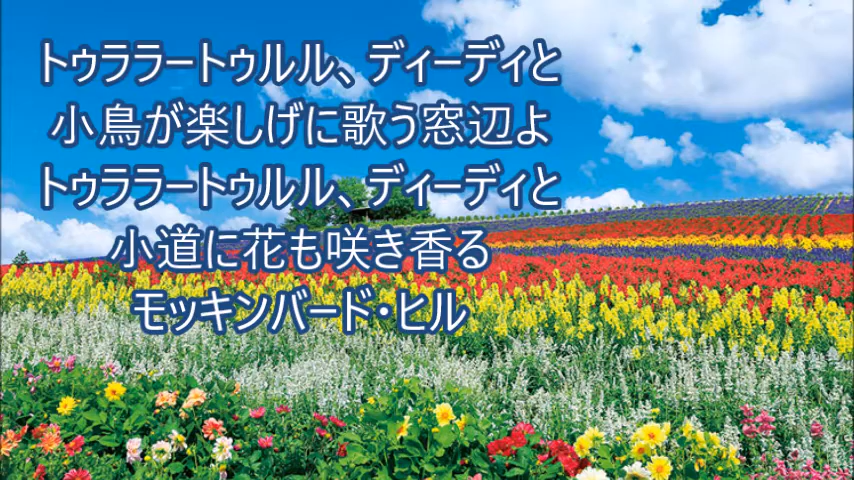 トゥララートゥルル、ディーディと
小鳥が楽しげに歌う窓辺よ
トゥララートゥルル、ディーディと
小道に花も咲き香る
モッキンバード・ヒル